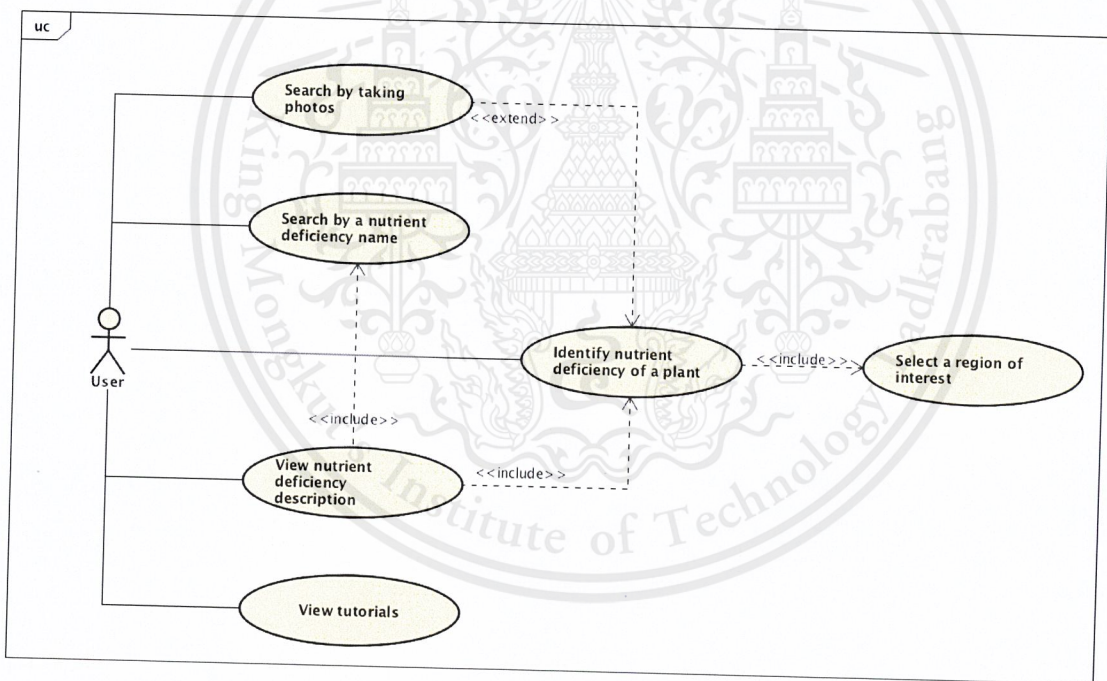 uc
Search by taking
photos
<<extend>>
Search by a nutrient
deficiency name
User
Identify nutrient
deficiency of a plant
<<include>>
Select a region of
interest
<<include>>
View nutrient
deficiency
description
<<include>>
View tutorials
King Mongkut's Institute of Technology Ladkrabang